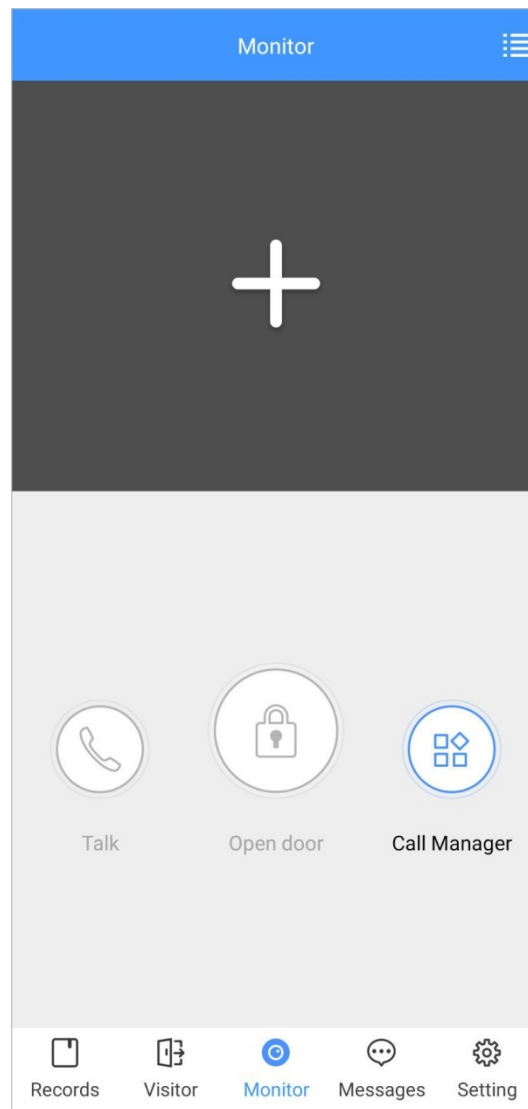 Monitor
Talk
Open door
Call Manager
Records
Visitor
Monitor
Messages
Setting